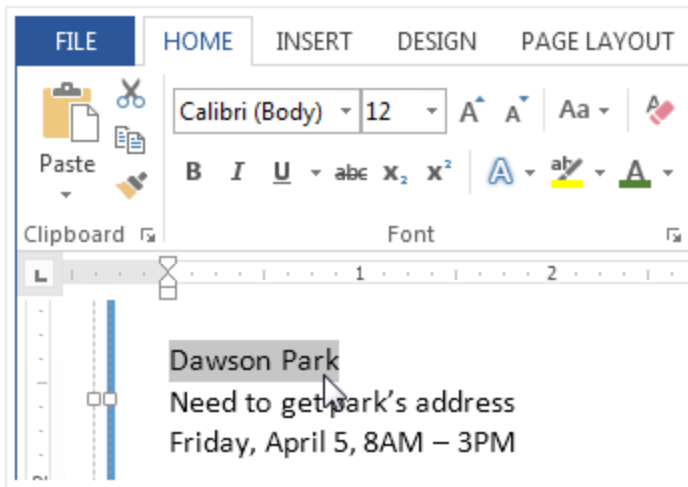 FILE HOME INSERT DESIGN PAGE LAYOUT
Calibri (Body) 12 A A Aa A
Paste
B I U abc X₂ X² A ab A
Clipboard Font
L 1 2
Dawson Park
Need to get park's address
Friday, April 5, 8AM – 3PM